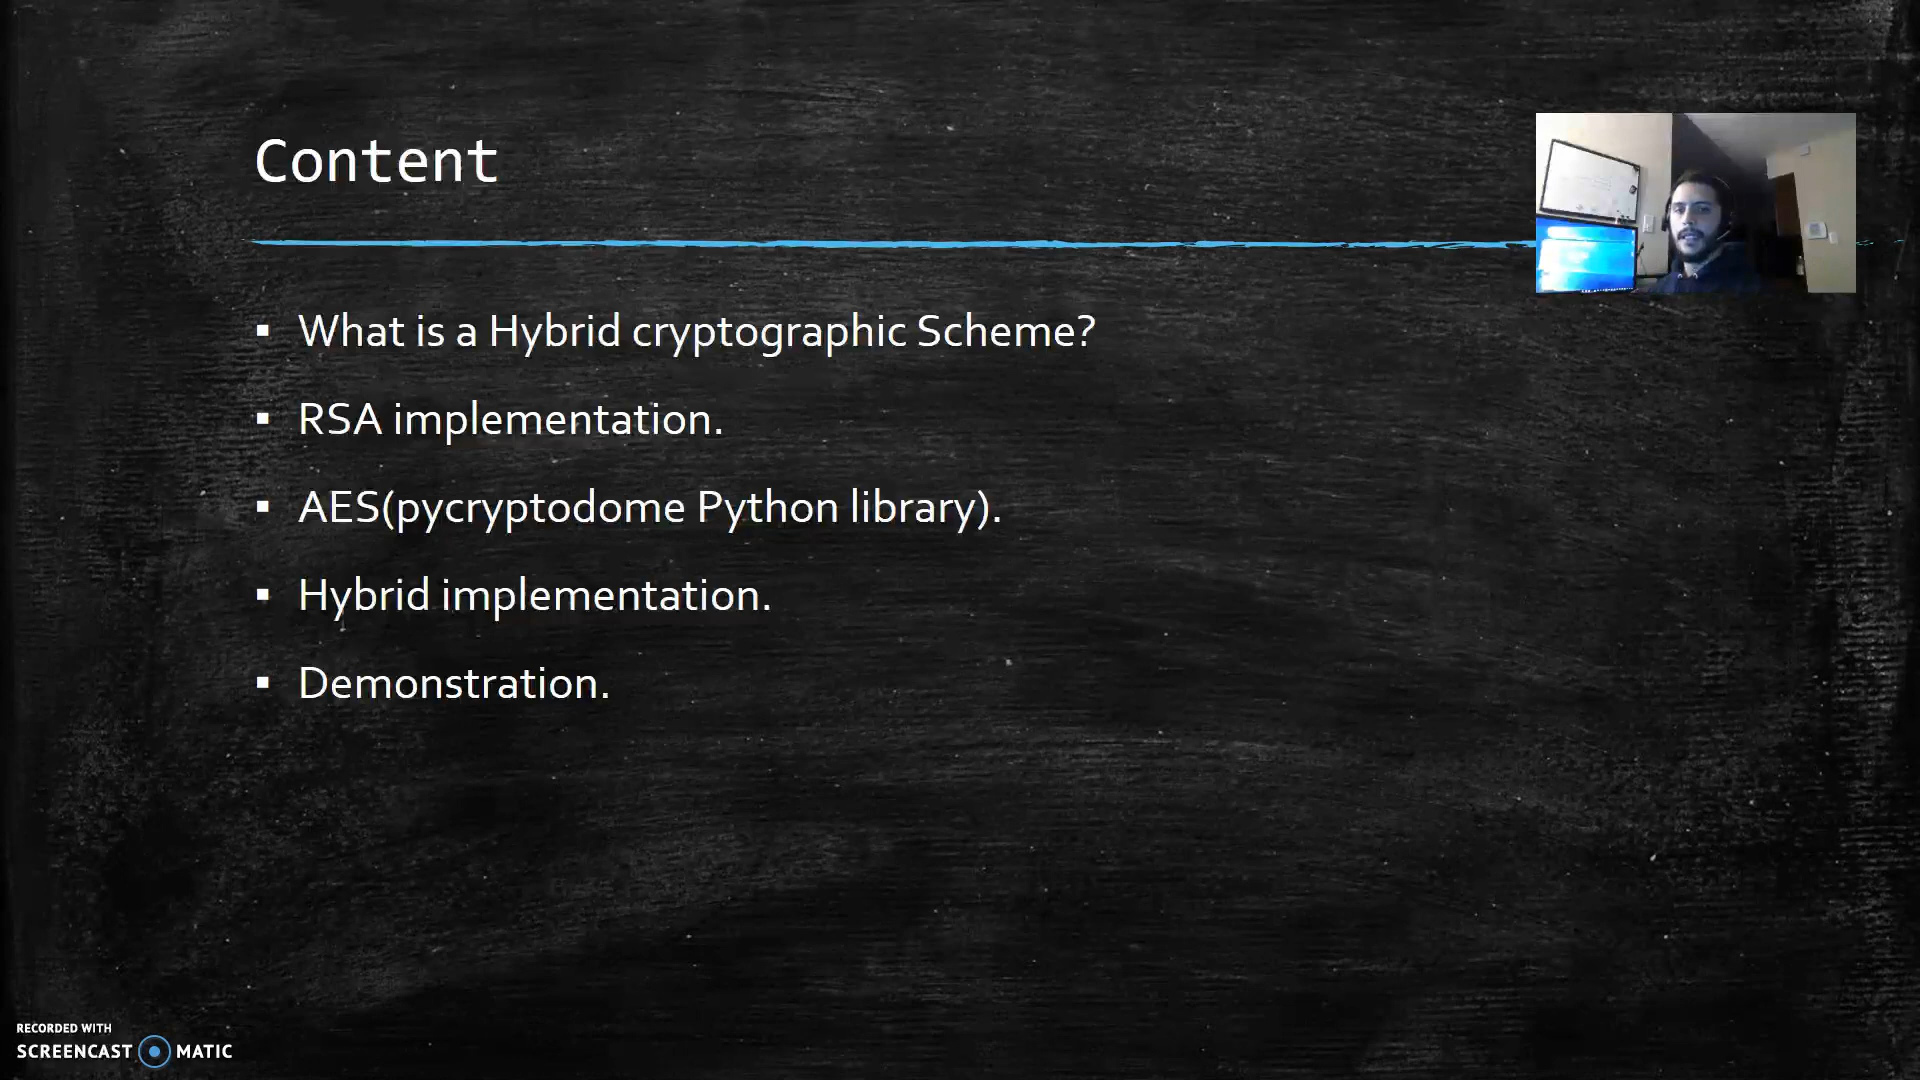 Content
▪ What is a Hybrid cryptographic Scheme?
▪ RSA implementation.
▪ AES(pycryptodome Python library).
▪ Hybrid implementation.
▪ Demonstration.
RECORDED WITH
SCREENCAST MATIC